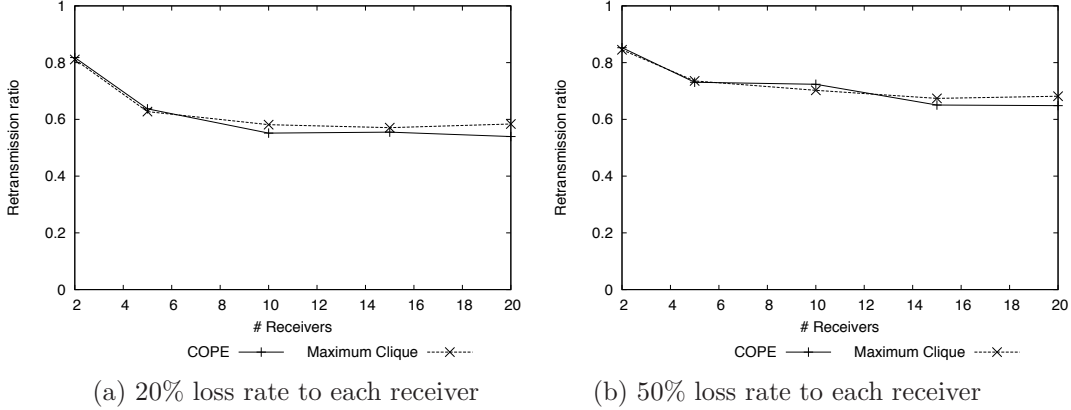 1
0.8
0.6
0.4
0.2
0
Retransmission ratio
2 4 6 8 10 12 14 16 18 20
# Receivers
COPE Maximum Clique
(a) 20% loss rate to each receiver
1
0.8
0.6
0.4
0.2
0
Retransmission ratio
2 4 6 8 10 12 14 16 18 20
# Receivers
COPE Maximum Clique
(b) 50% loss rate to each receiver